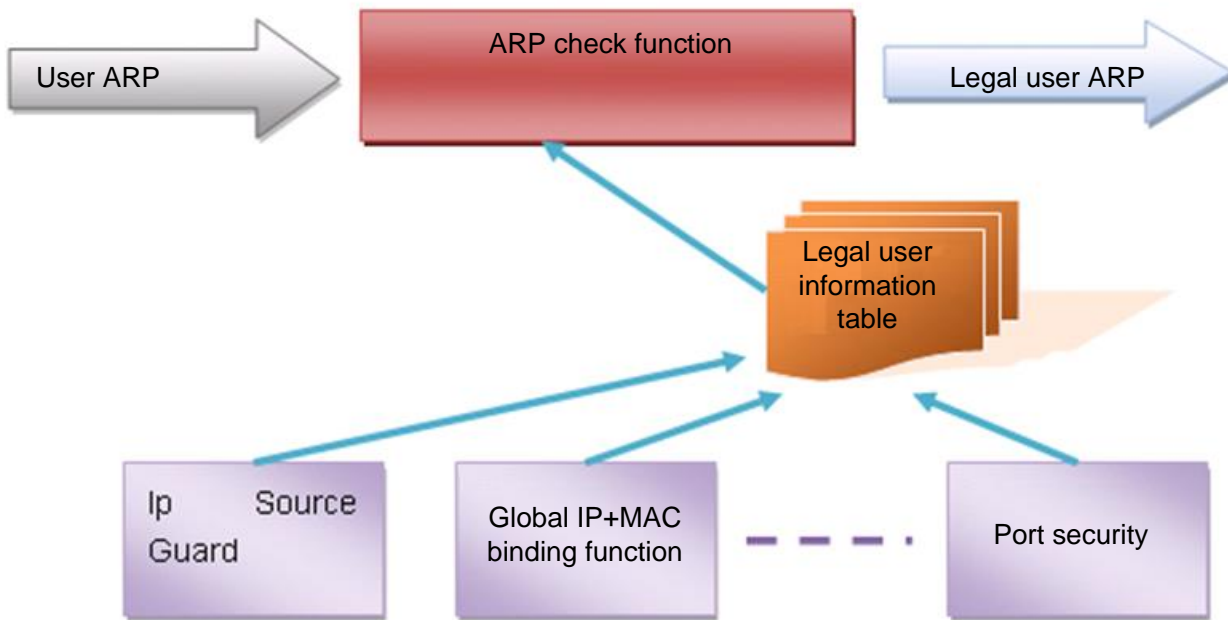 User ARP
ARP check function
Legal user ARP
Legal user
information
table
Ip Source
Guard
Global IP+MAC
binding function
Port security